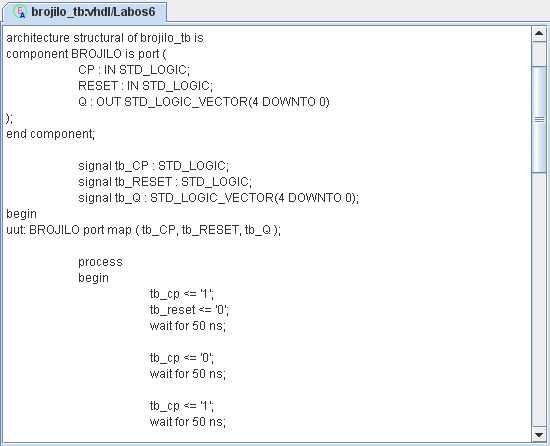 brojilo_tb:vhdl/Labos6
architecture structural of brojilo_tb is
component BROJILO is port (
CP : IN STD_LOGIC;
RESET : IN STD_LOGIC;
Q : OUT STD_LOGIC_VECTOR(4 DOWNTO 0)
);
end component;
signal tb_CP : STD_LOGIC;
signal tb_RESET : STD_LOGIC;
signal tb_Q : STD_LOGIC_VECTOR(4 DOWNTO 0);
begin
uut: BROJILO port map ( tb_CP, tb_RESET, tb_Q );
process
begin
tb_cp <= '1';
tb_reset <= '0';
wait for 50 ns;
tb_cp <= '0';
wait for 50 ns;
tb_cp <= '1';
wait for 50 ns;